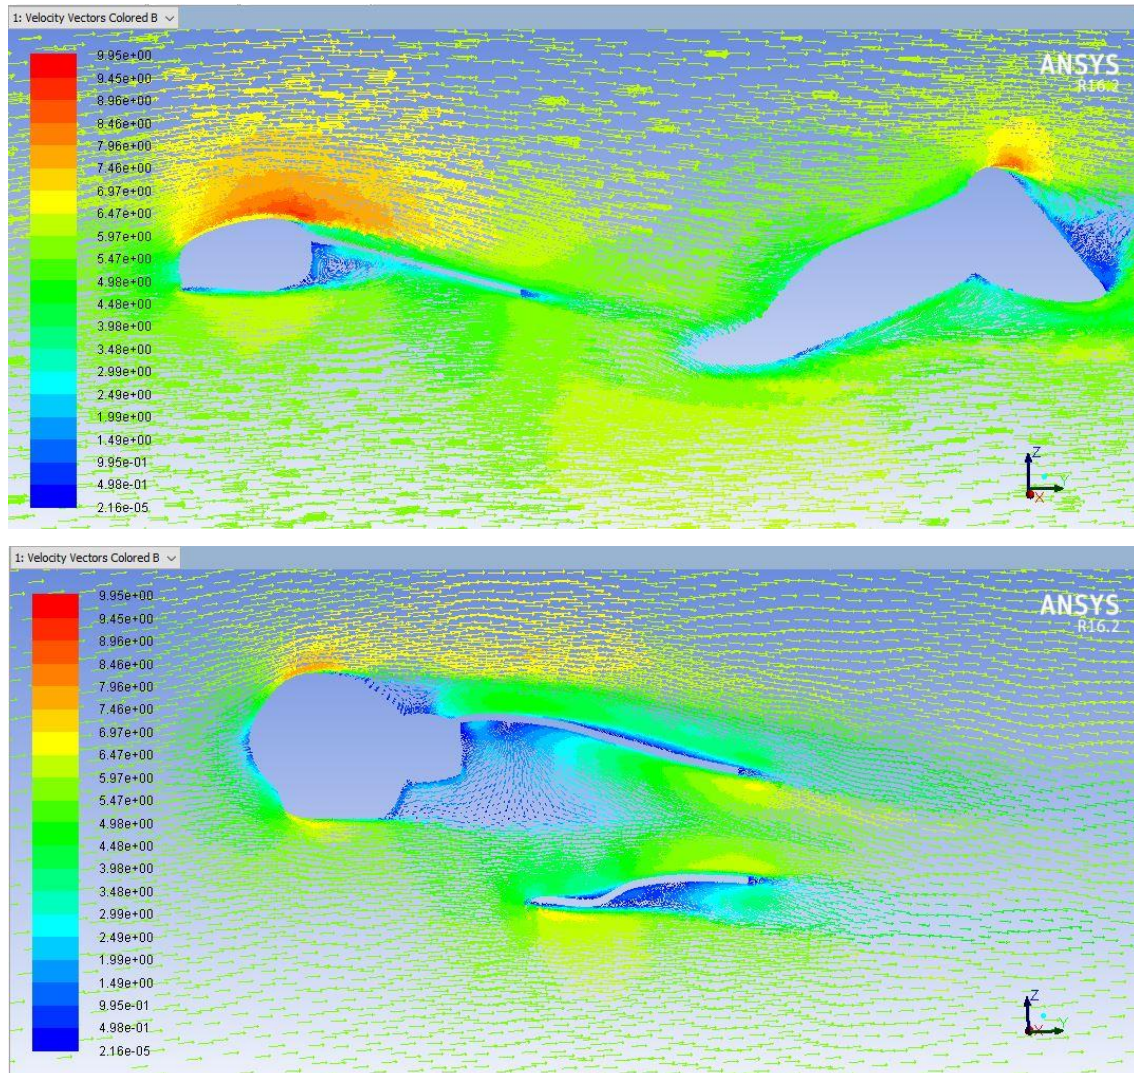 1: Velocity Vectors Colored B
9.95e+00
9.45e+00
8.96e+00
8.46e+00
7.96e+00
7.46e+00
6.97e+00
6.47e+00
5.97e+00
5.47e+00
4.98e+00
4.48e+00
3.98e+00
3.48e+00
2.99e+00
2.49e+00
1.99e+00
1.49e+00
9.95e-01
4.98e-01
2.16e-05
ANSYS
R16.2
Z
Y
X
1: Velocity Vectors Colored B
9.95e+00
9.45e+00
8.96e+00
8.46e+00
7.96e+00
7.46e+00
6.97e+00
6.47e+00
5.97e+00
5.47e+00
4.98e+00
4.48e+00
3.98e+00
3.48e+00
2.99e+00
2.49e+00
1.99e+00
1.49e+00
9.95e-01
4.98e-01
2.16e-05
ANSYS
R16.2
Z
X Y